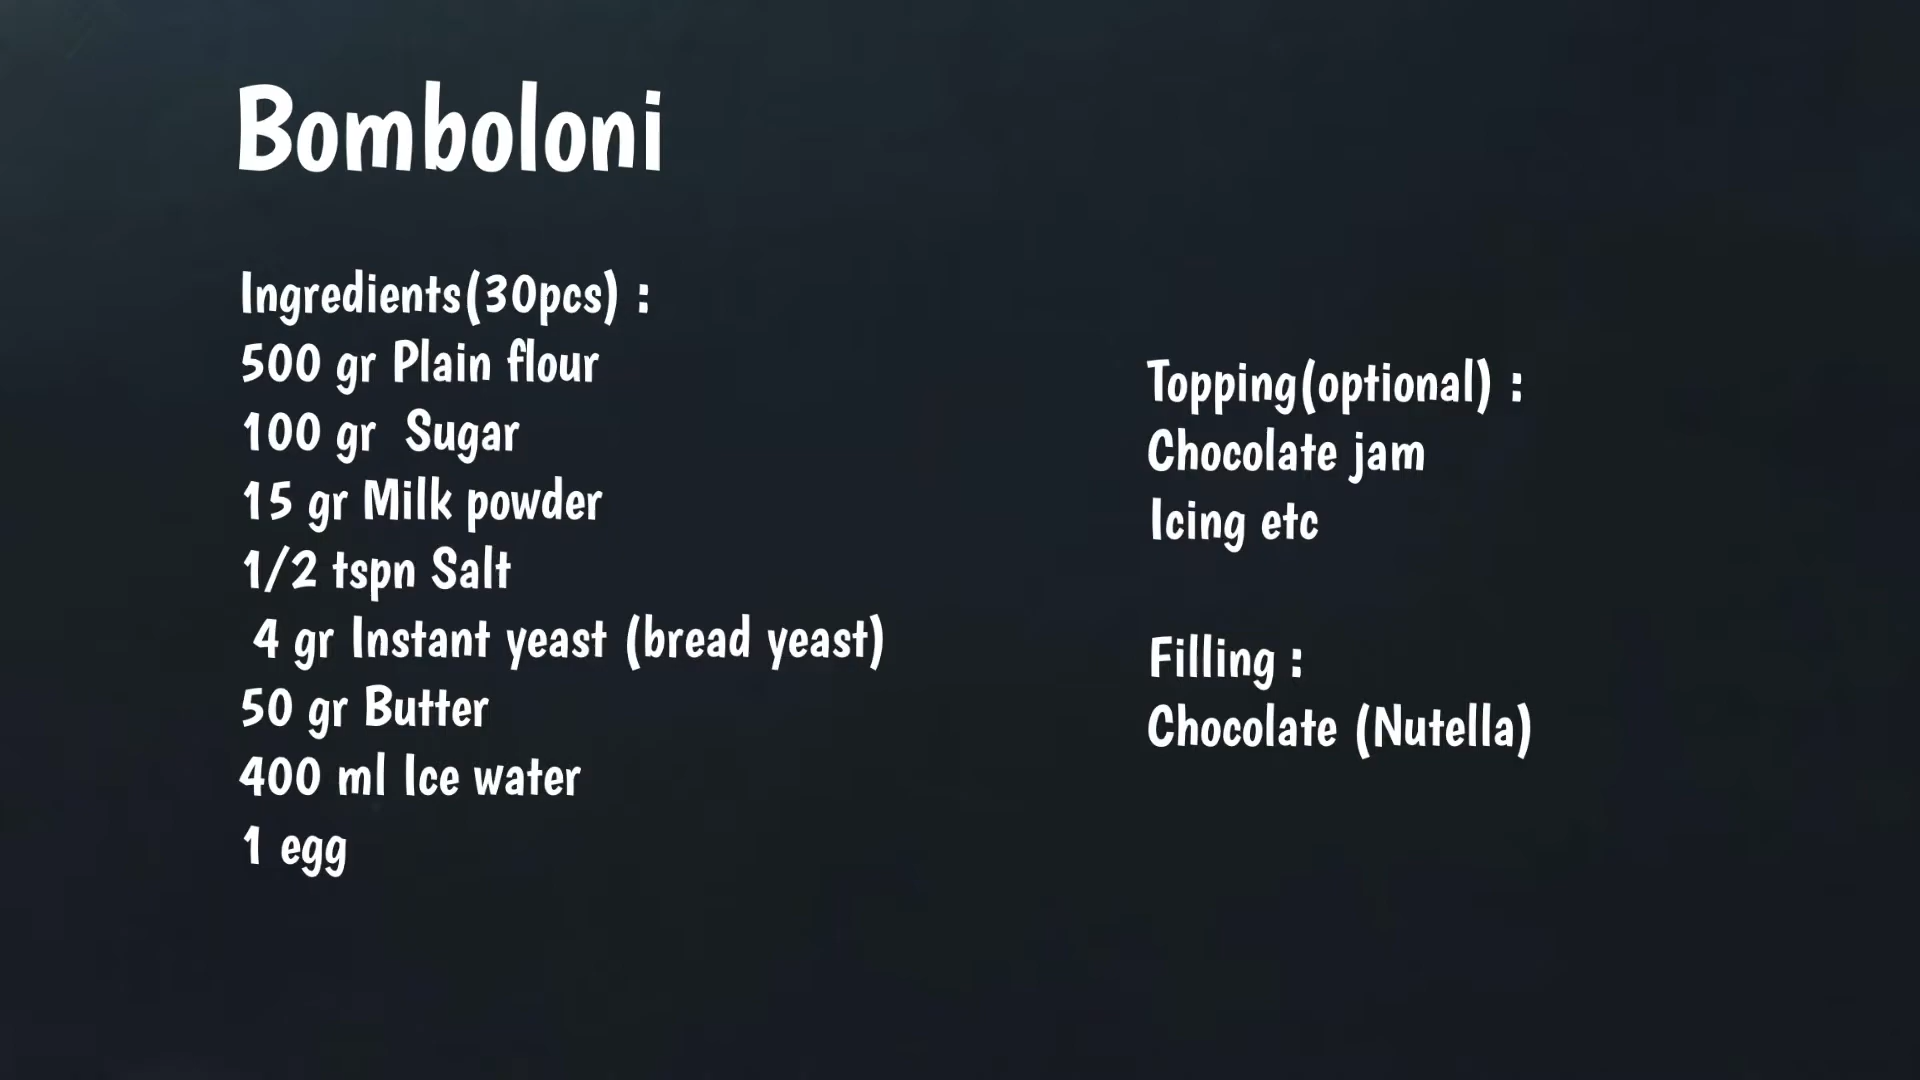 Bomboloni
Ingredients(30pcs) :
500 gr Plain flour
100 gr  Sugar
15 gr Milk powder
1/2 tspn Salt
4 gr Instant yeast (bread yeast)
50 gr Butter
400 ml Ice water
1 egg
Topping(optional) :
Chocolate jam
Icing etc
Filling :
Chocolate (Nutella)